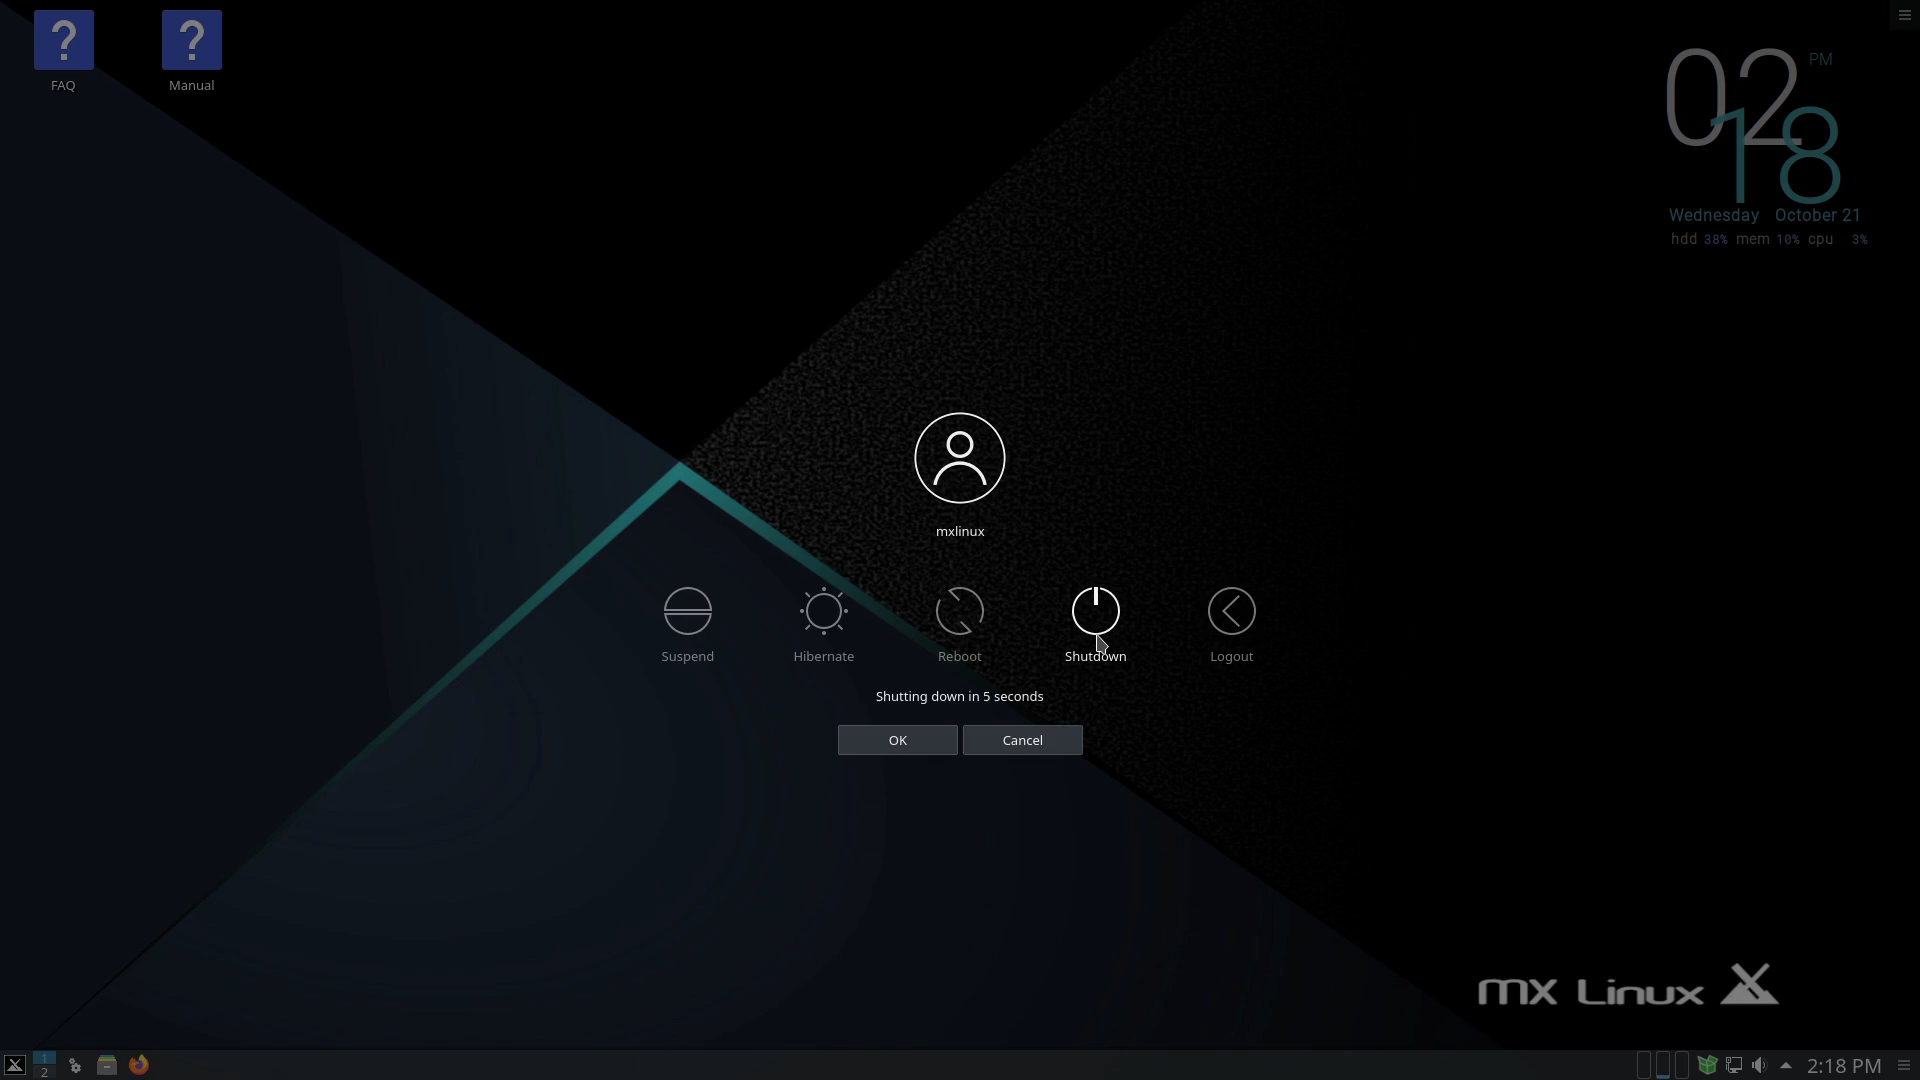 FAQ
Manual
02 PM
18
Wednesday October 21
hdd 38% mem 10% cpu 3%
mxlinux
Suspend
Hibernate
Reboot
Shutdown
Logout
Shutting down in 5 seconds
OK
Cancel
mx Linux
1
2
2:18 PM